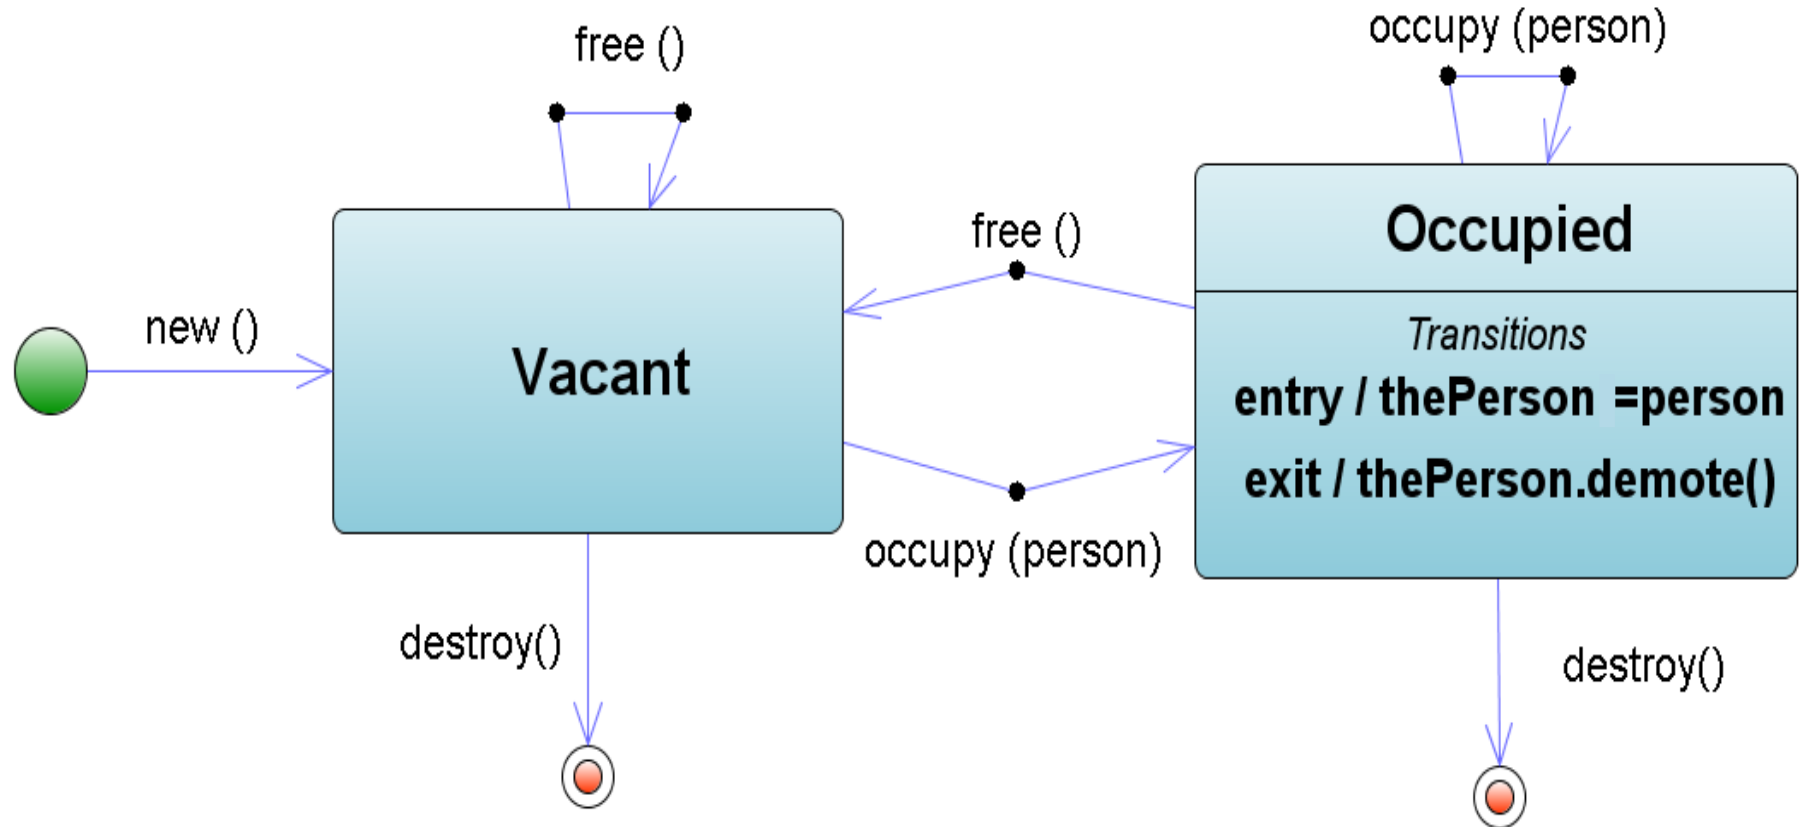 free ()
occupy (person)
new ()
Vacant
free ()
occupy (person)
Occupied
Transitions
entry / thePerson =person
exit / thePerson.demote()
destroy()
destroy()